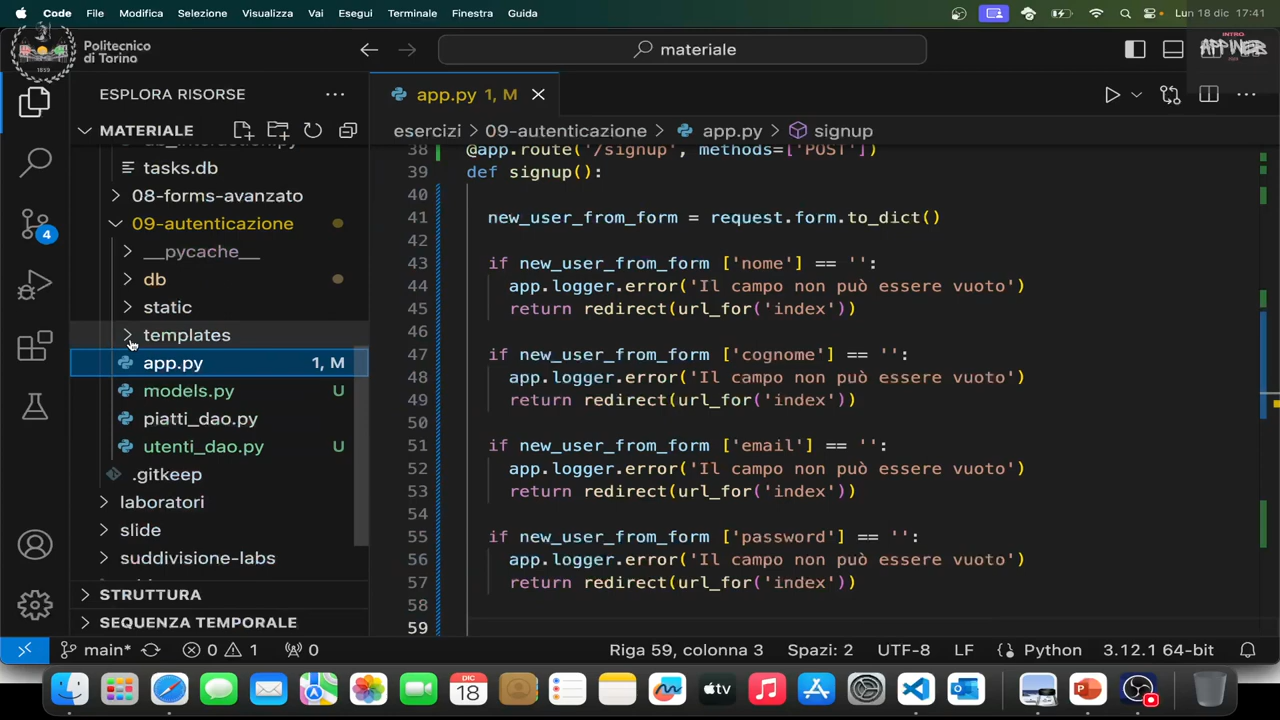 Code File Modifica Selezione Visualizza Vai Esegui Terminale Finestra Guida Lun 18 dic 17:41
Politecnico
di Torino
1859
materiale
INTRO
ESPLORA RISORSE
app.py 1, M
MATERIALE
esercizi > 09-autenticazione > app.py > signup
db_interaction.py
tasks.db
08-forms-avanzato
09-autenticazione
__pycache__
db
static
templates
app.py 1, M
models.py U
piatti_dao.py
utenti_dao.py U
.gitkeep
laboratori
slide
suddivisione-labs
STRUTTURA
SEQUENZA TEMPORALE
38 @app.route('/signup', methods=['POST'])
39 def signup():
40
41 new_user_from_form = request.form.to_dict()
42
43 if new_user_from_form ['nome'] == '':
44 app.logger.error('Il campo non può essere vuoto')
45 return redirect(url_for('index'))
46
47 if new_user_from_form ['cognome'] == '':
48 app.logger.error('Il campo non può essere vuoto')
49 return redirect(url_for('index'))
50
51 if new_user_from_form ['email'] == '':
52 app.logger.error('Il campo non può essere vuoto')
53 return redirect(url_for('index'))
54
55 if new_user_from_form ['password'] == '':
56 app.logger.error('Il campo non può essere vuoto')
57 return redirect(url_for('index'))
58
59
main* 0 1 0 Riga 59, colonna 3 Spazi: 2 UTF-8 LF Python 3.12.1 64-bit
4
DIC
18
tv